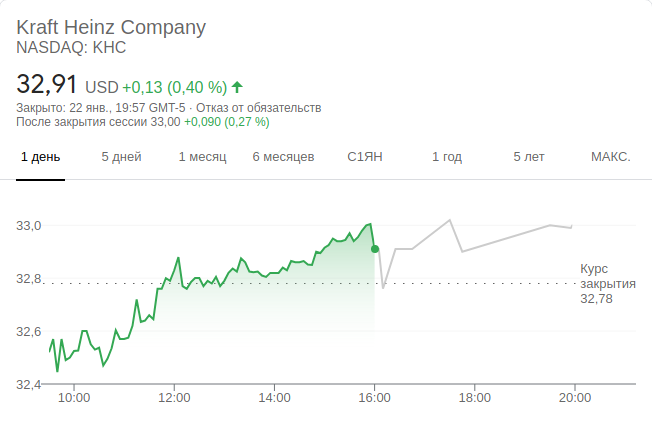 Kraft Heinz Company
NASDAQ: KHC
32,91 USD +0,13 (0,40 %)
Закрыто: 22 янв., 19:57 GMT-5 · Отказ от обязательств
После закрытия сессии 33,00 +0,090 (0,27 %)
1 день 5 дней 1 месяц 6 месяцев С1ЯН 1 год 5 лет МАКС.
33,0
32,8
32,6
32,4
Курс
закрытия
32,78
10:00 12:00 14:00 16:00 18:00 20:00